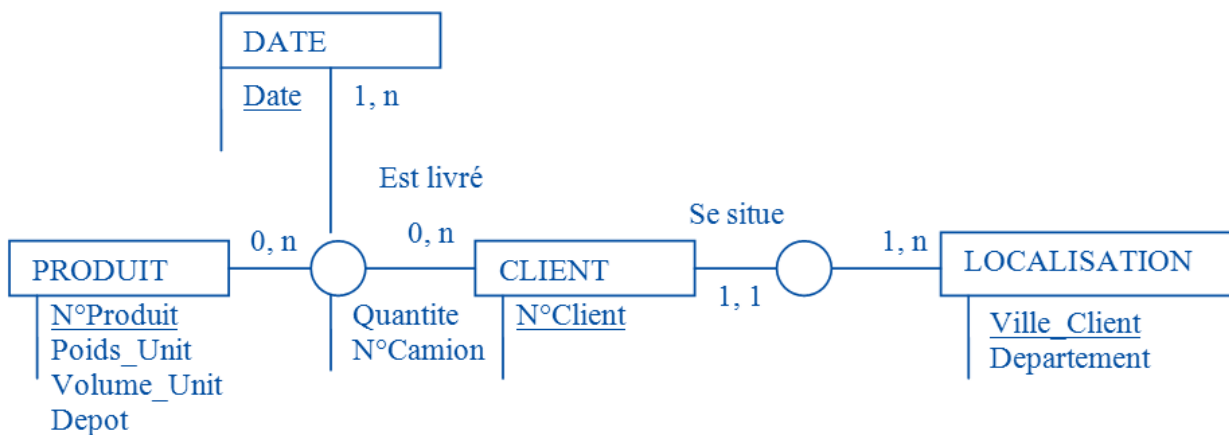 DATE
Date
1, n
Est livré
Se situe
0, n
0, n
1, n
PRODUIT
CLIENT
LOCALISATION
1, 1
N°Produit
Poids_Unit
Volume_Unit
Depot
Quantite
N°Camion
N°Client
Ville_Client
Departement